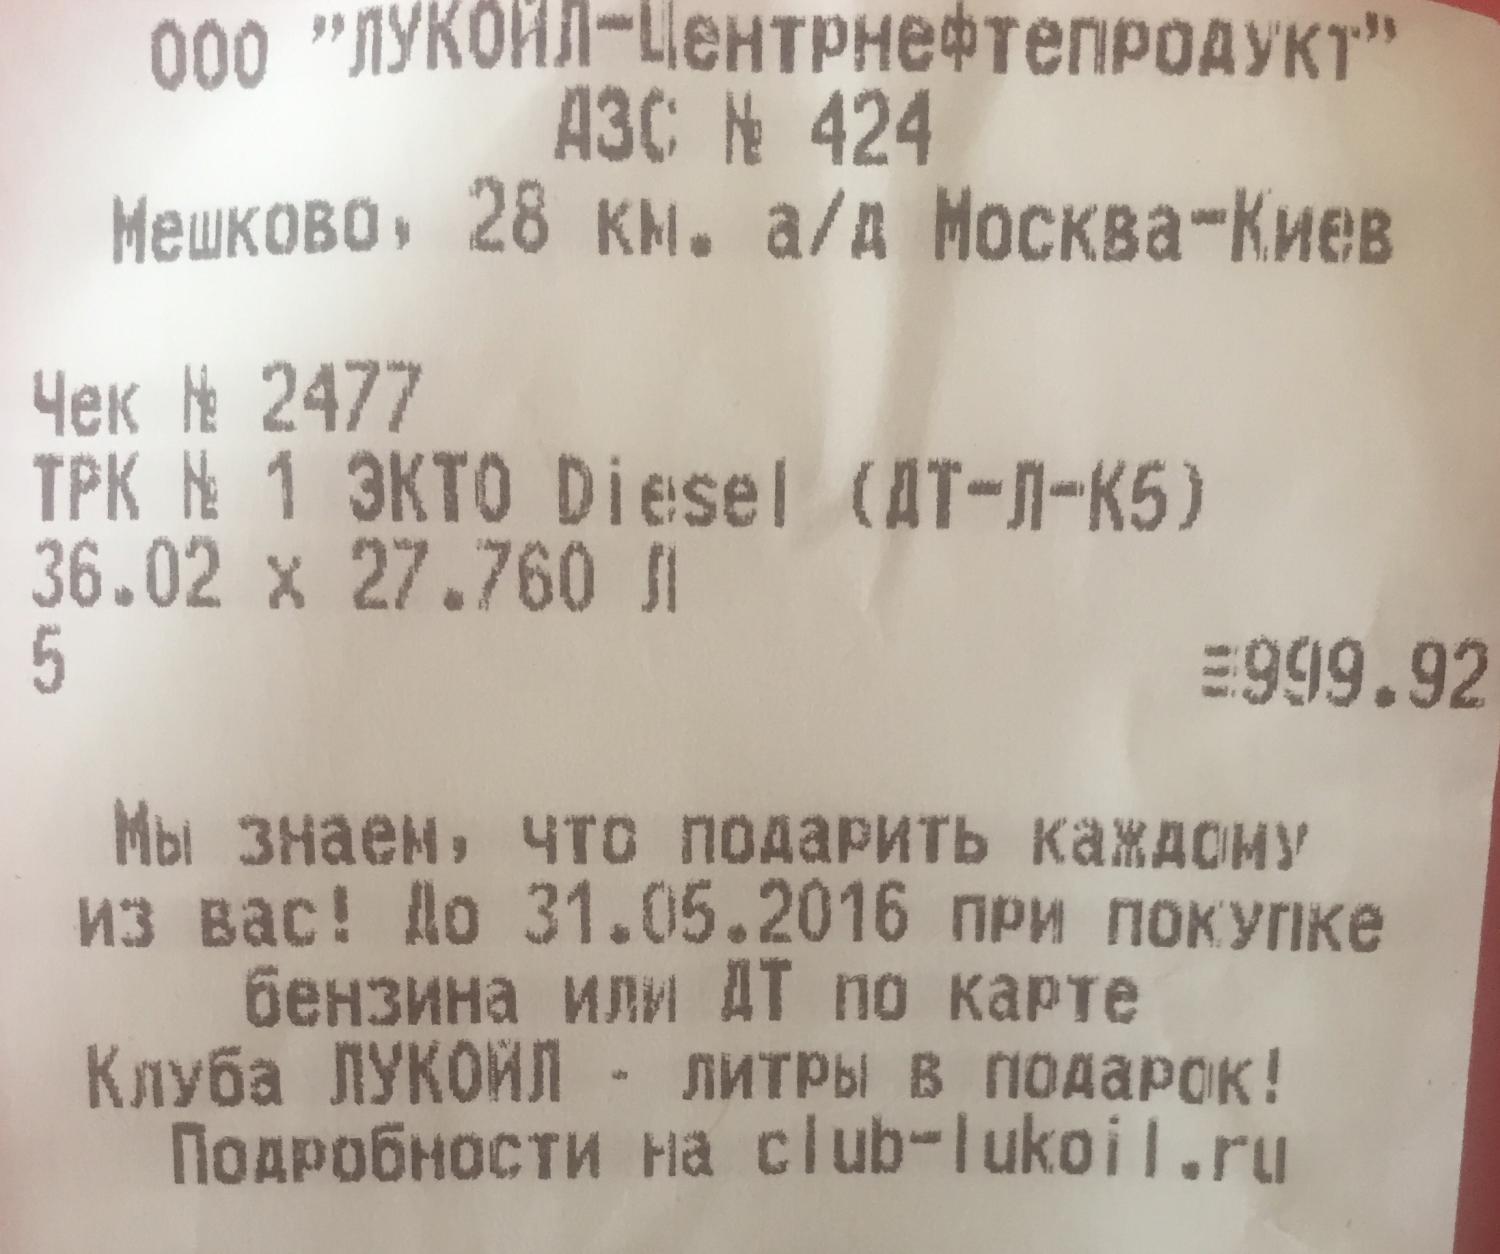 ООО "ЛУКОЙЛ-Центрнефтепродукт"
АЗС № 424
Мешково, 28 км. а/д Москва-Киев
Чек № 2477
ТРК № 1 ЭКТО Diesel (ДТ-Л-К5)
36.02 x 27.760 Л
5 ≡999.92
Мы знаем, что подарить каждому
из вас! До 31.05.2016 при покупке
бензина или ДТ по карте
Клуба ЛУКОЙЛ - литры в подарок!
Подробности на club-lukoil.ru